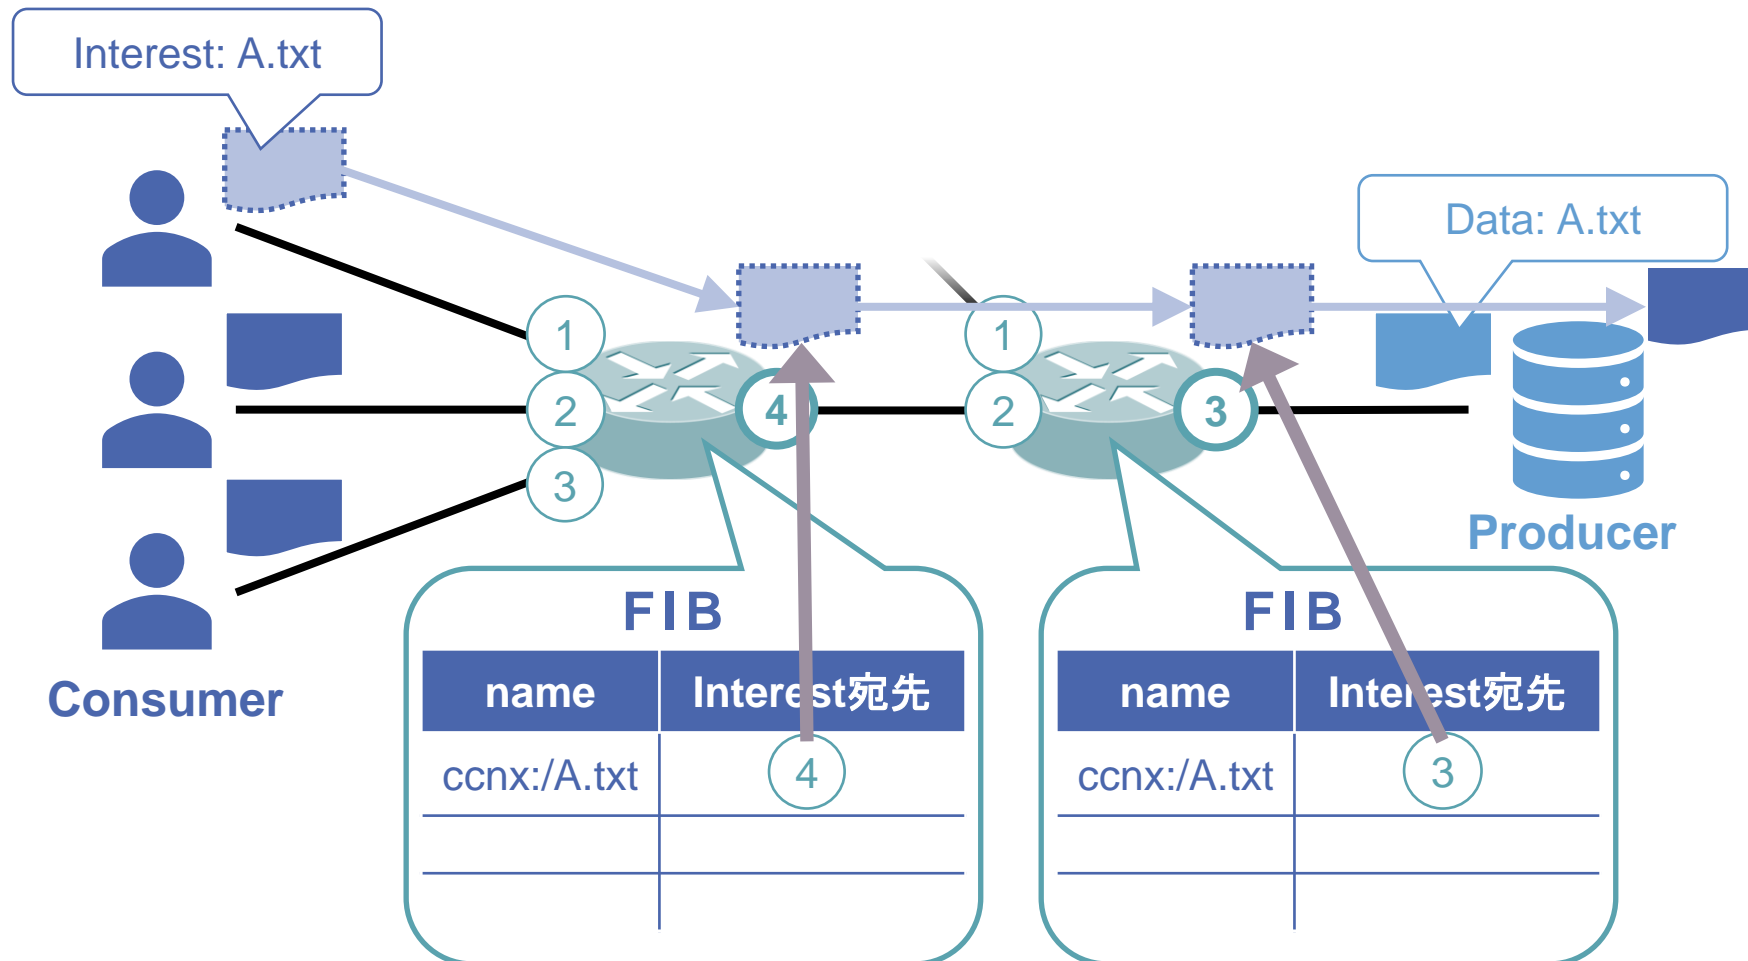 Interest: A.txt
Data: A.txt
1
2
3
4
1
2
3
Producer
Consumer
FIB
name Interest宛先
ccnx:/A.txt 4
FIB
name Interest宛先
ccnx:/A.txt 3